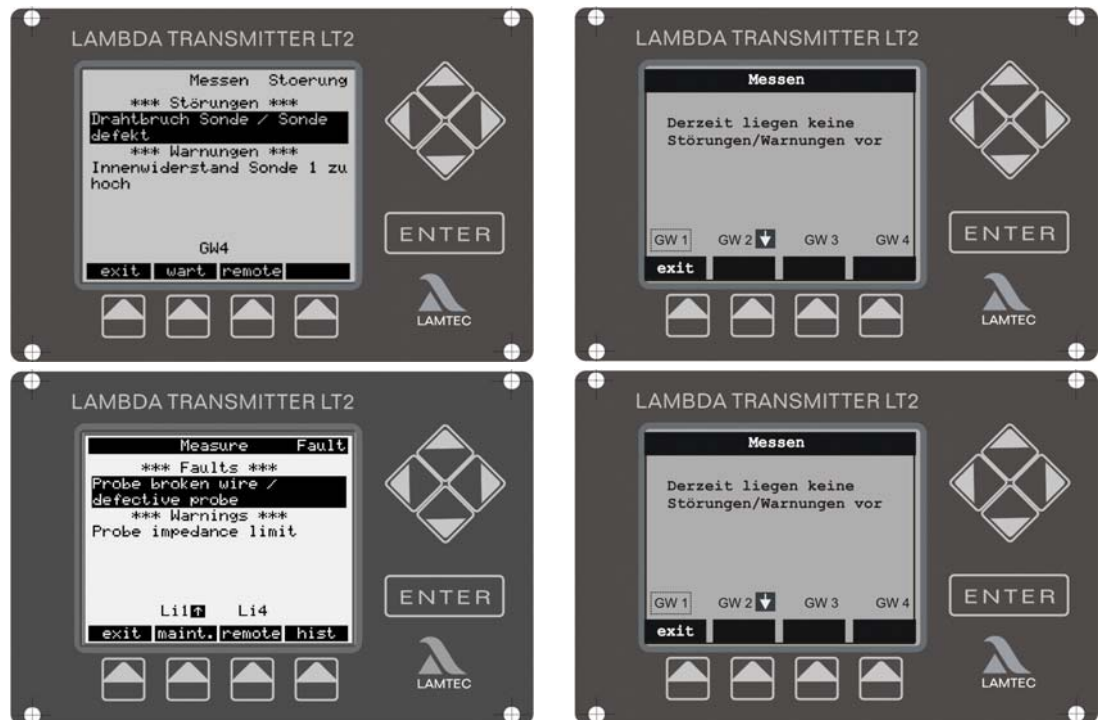 LAMBDA TRANSMITTER LT2
Messen Stoerung
*** Störungen ***
Drahtbruch Sonde / Sonde
defekt
*** Warnungen ***
Innenwiderstand Sonde 1 zu
hoch
GW4
exit wart remote
ENTER
LAMTEC
LAMBDA TRANSMITTER LT2
Messen
Derzeit liegen keine
Störungen/Warnungen vor
GW 1 GW 2 GW 3 GW 4
exit
ENTER
LAMTEC
LAMBDA TRANSMITTER LT2
Measure Fault
*** Faults ***
Probe broken wire /
defective probe
*** Warnings ***
Probe impedance limit
Li1 Li4
exit maint. remote hist
ENTER
LAMTEC
LAMBDA TRANSMITTER LT2
Messen
Derzeit liegen keine
Störungen/Warnungen vor
GW 1 GW 2 GW 3 GW 4
exit
ENTER
LAMTEC